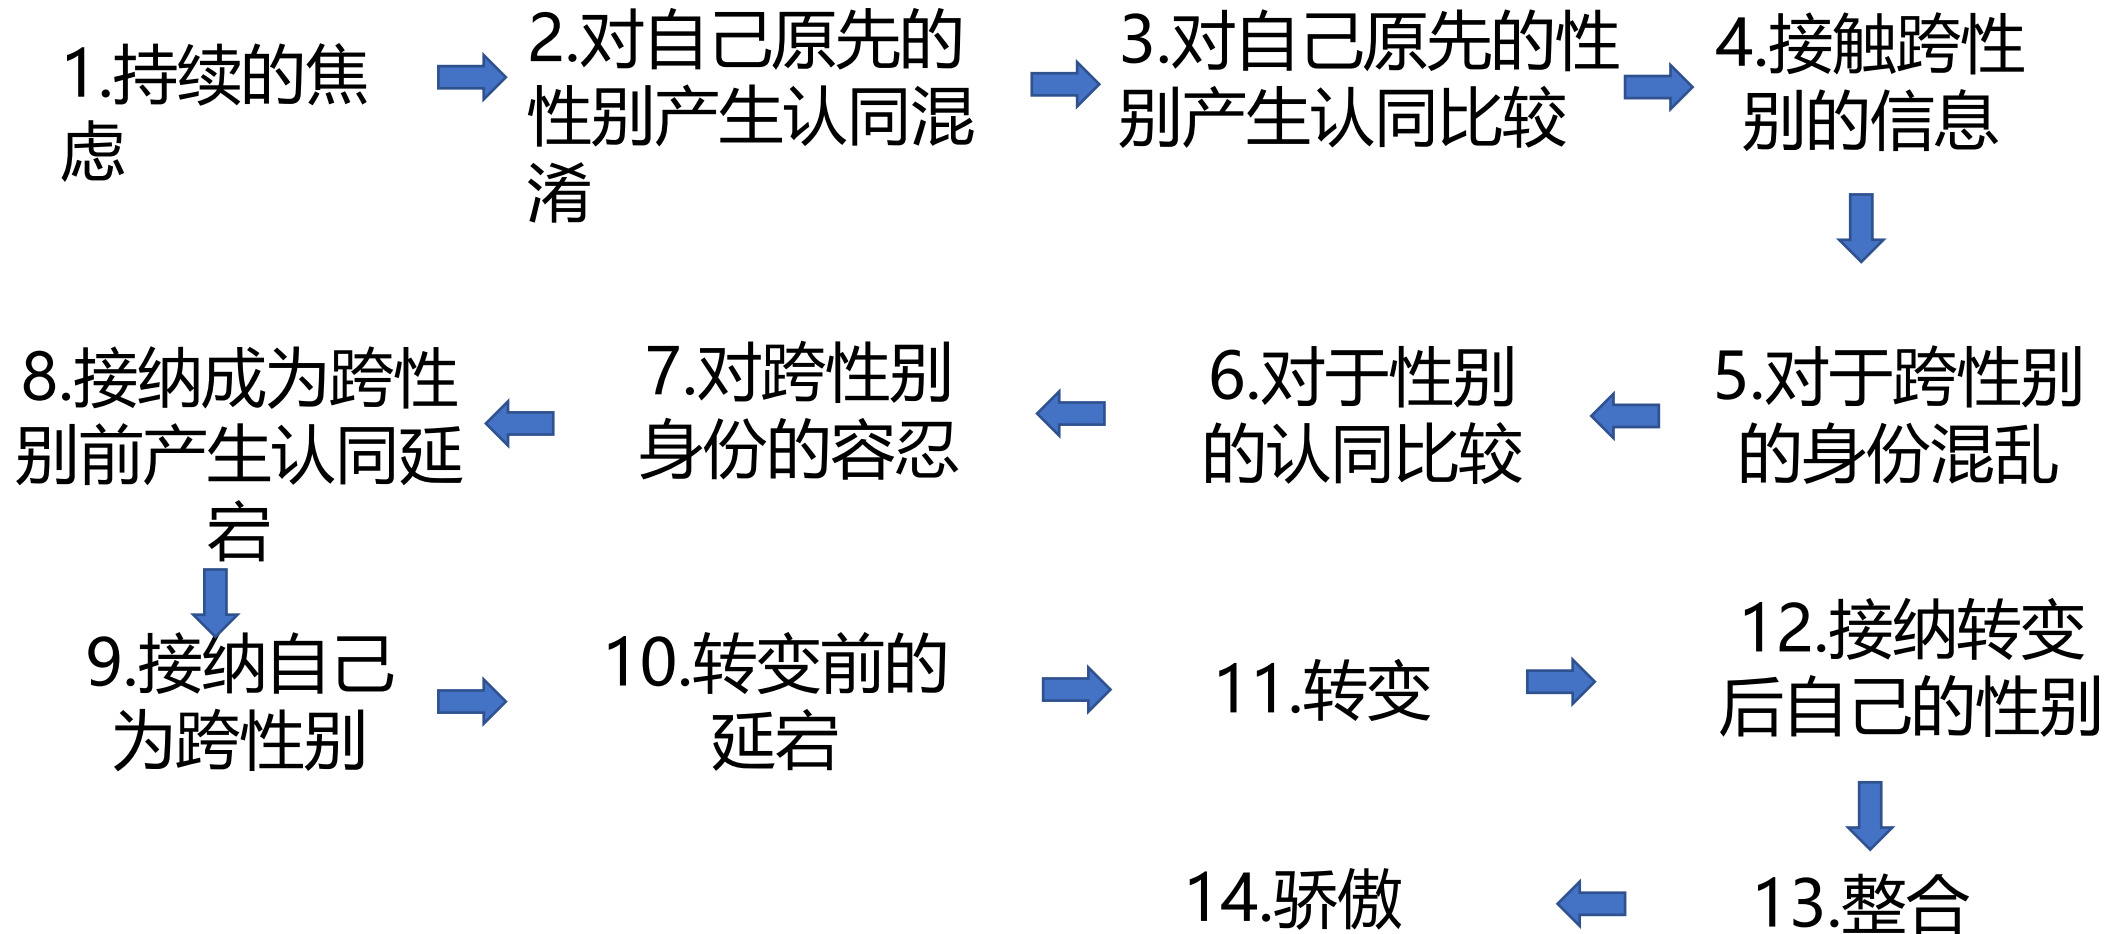 1.持续的焦
虑
2.对自己原先的
性别产生认同混
淆
3.对自己原先的性
别产生认同比较
4.接触跨性
别的信息
5.对于跨性别
的身份混乱
6.对于性别
的认同比较
7.对跨性别
身份的容忍
8.接纳成为跨性
别前产生认同延
宕
9.接纳自己
为跨性别
10.转变前的
延宕
11.转变
12.接纳转变
后自己的性别
13.整合
14.骄傲